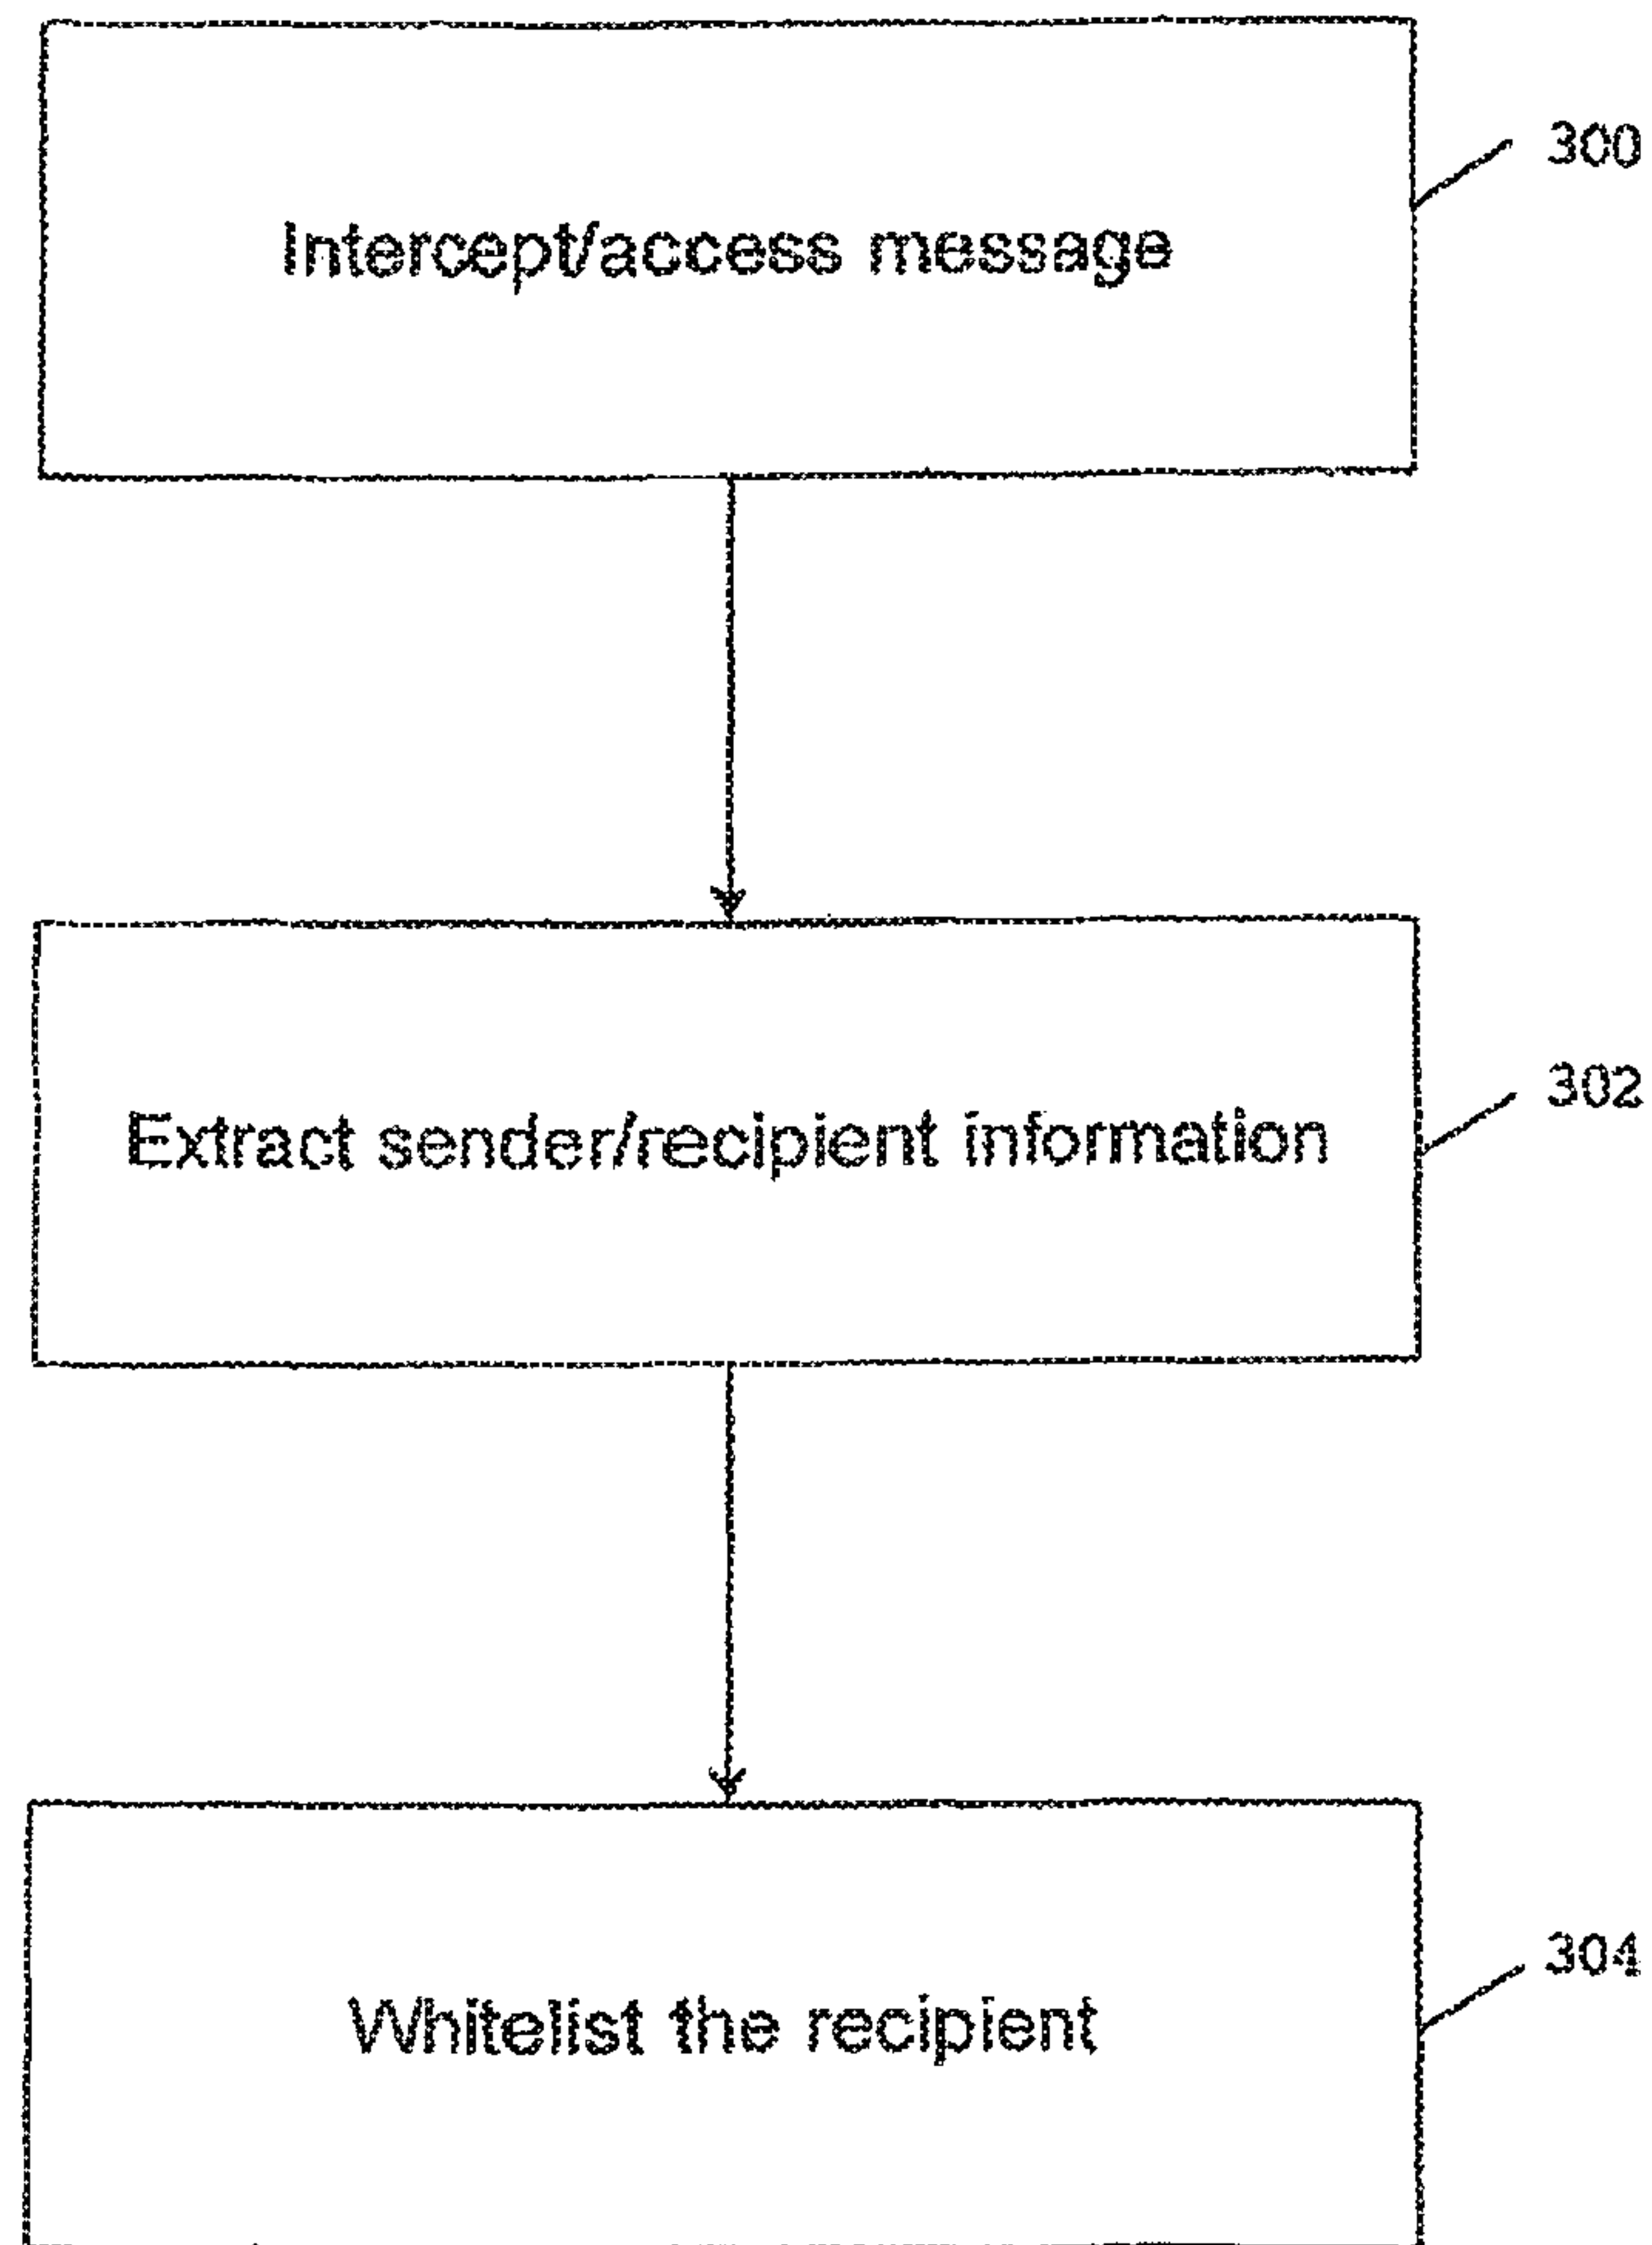 Intercept/access message
300
Extract sender/recipient information
302
Whitelist the recipient
304